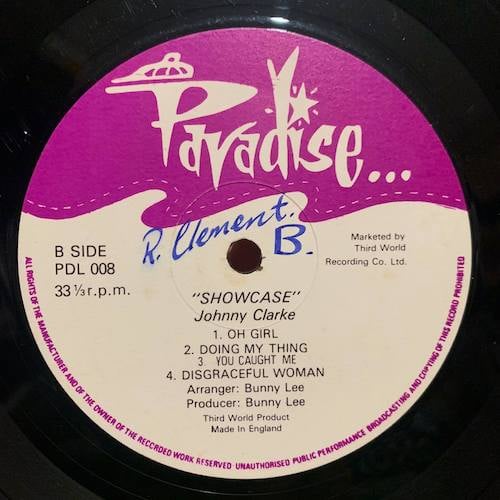 Paradise...
R. Clement.
B.
B SIDE
PDL 008
33 ⅓ r.p.m.
Marketed by
Third World
Recording Co. Ltd.
"SHOWCASE"
Johnny Clarke
1. OH GIRL
2. DOING MY THING
3. YOU CAUGHT ME
4. DISGRACEFUL WOMAN
Arranger: Bunny Lee
Producer: Bunny Lee
Third World Product
Made in England
ALL RIGHTS OF THE MANUFACTURER AND OF THE OWNER OF THE RECORDED WORK RESERVED · UNAUTHORISED PUBLIC PERFORMANCE BROADCASTING AND COPYING OF THIS RECORD PROHIBITED